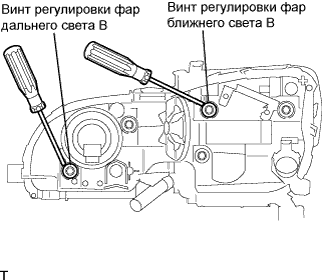 Винт регулировки фар
дальнего света В
Винт регулировки фар
ближнего света В
T